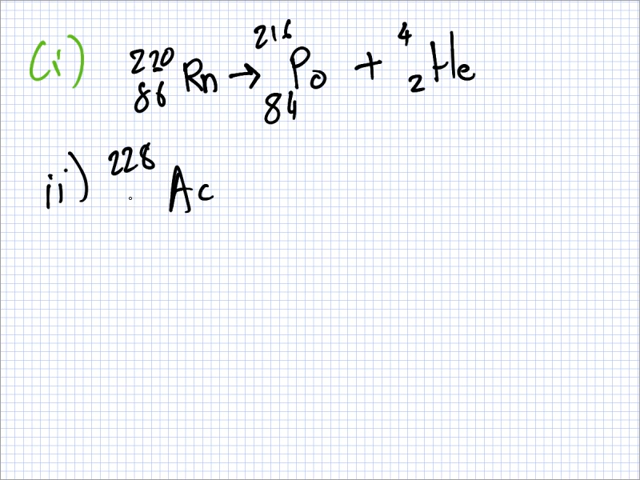 (i) ²²⁰₈₆Rn → ²¹⁶₈₄Po + ⁴₂He
ii) ²²⁸Ac